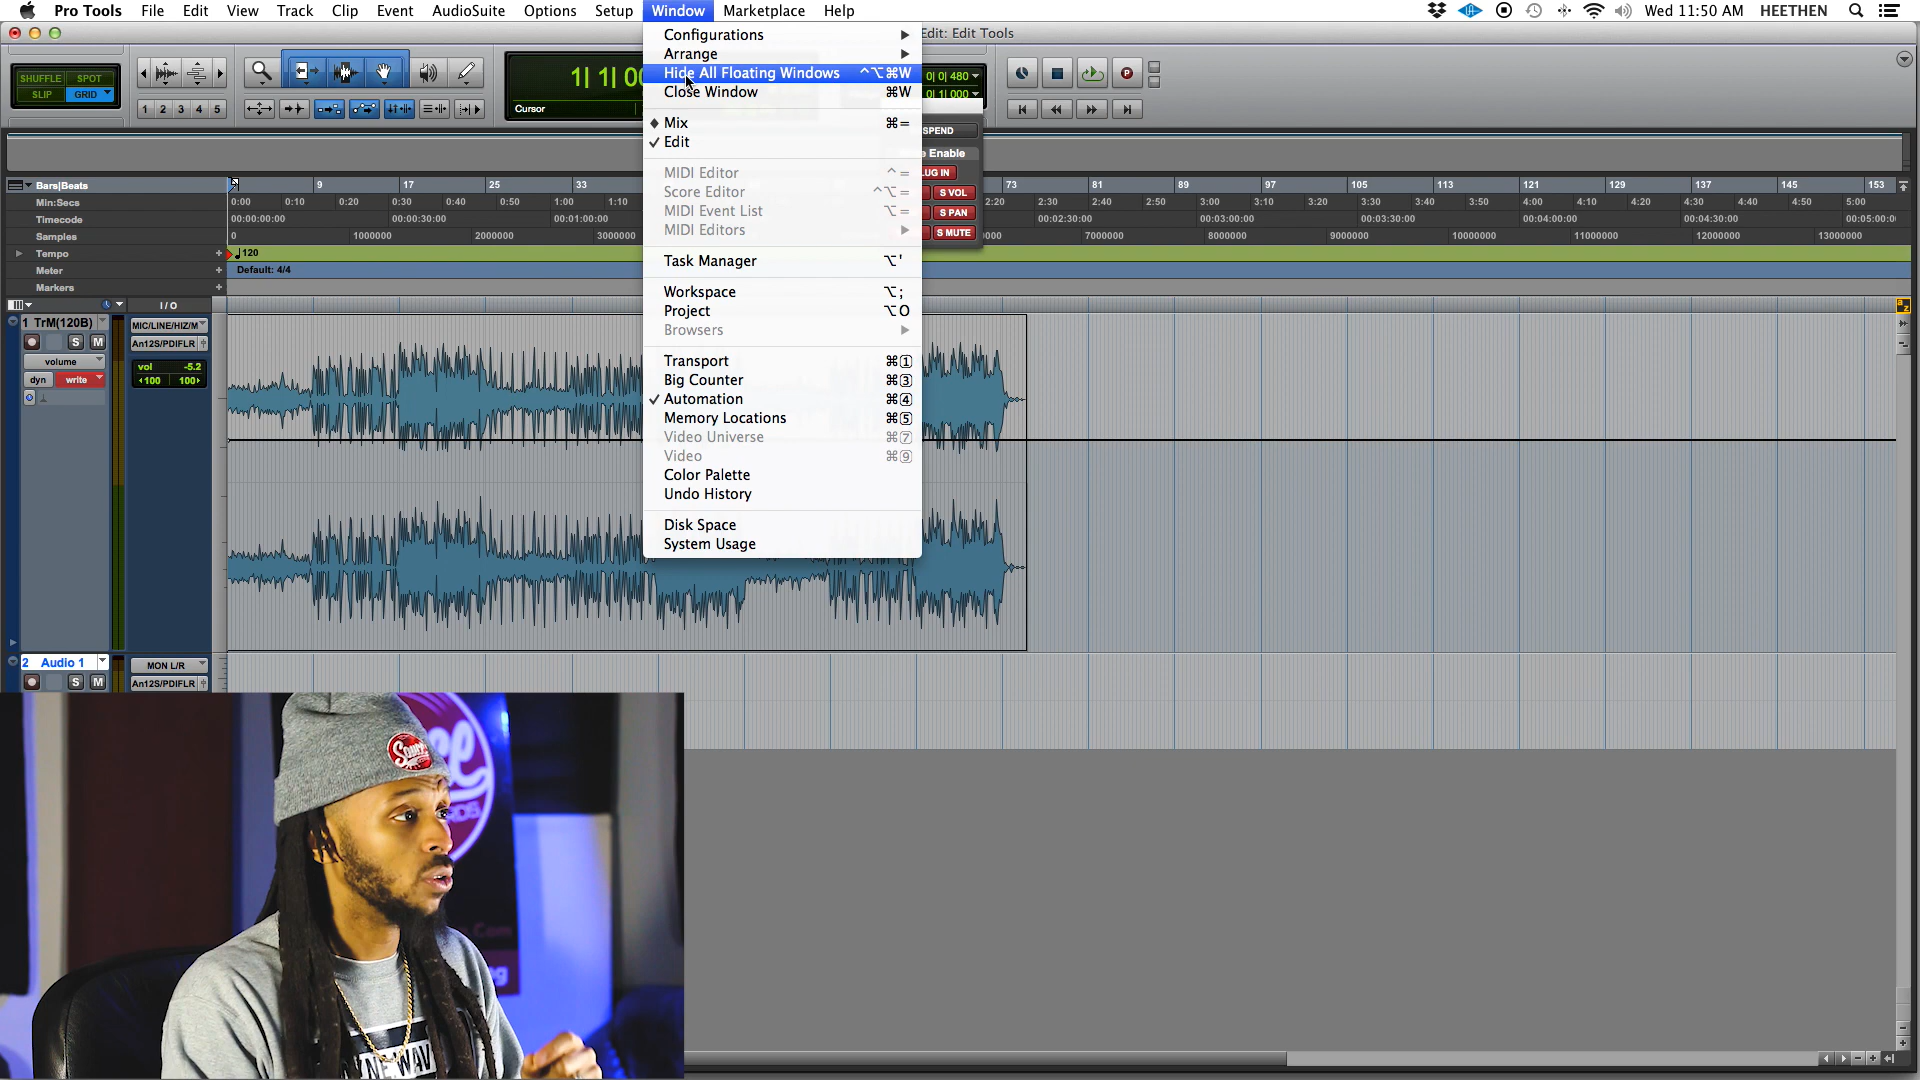 Pro Tools File Edit View Track Clip Event AudioSuite Options Setup Window Marketplace Help Wed 11:50 AM HEETHEN
Edit: Edit Tools
SHUFFLE SPOT
SLIP GRID
1 2 3 4 5
1| 1| 00
Cursor
0| 0| 480
0| 1| 000
Configurations
Arrange
Hide All Floating Windows ^⌥⌘W
Close Window ⌘W
Mix ⌘=
Edit
MIDI Editor ^=
Score Editor ^⌥=
MIDI Event List ⌥=
MIDI Editors
Task Manager ⌥'
Workspace ⌥;
Project ⌥O
Browsers
Transport ⌘1
Big Counter ⌘3
Automation ⌘4
Memory Locations ⌘5
Video Universe ⌘7
Video ⌘9
Color Palette
Undo History
Disk Space
System Usage
SPEND
Enable
LUG IN
S VOL
S PAN
S MUTE
Bars|Beats 9 17 25 33 73 81 89 97 105 113 121 129 137 145 153
Min:Secs 0:00 0:10 0:20 0:30 0:40 0:50 1:00 1:10 2:20 2:30 2:40 2:50 3:00 3:10 3:20 3:30 3:40 3:50 4:00 4:10 4:20 4:30 4:40 4:50 5:00
Timecode 00:00:00:00 00:00:30:00 00:01:00:00 00:02:30:00 00:03:00:00 00:03:30:00 00:04:00:00 00:04:30:00 00:05:00:0
Samples 0 1000000 2000000 3000000 0000 7000000 8000000 9000000 10000000 11000000 12000000 13000000
Tempo 120
Meter Default: 4/4
Markers
I / O
1 TrM(120B) MIC/LINE/HIZ/M
S M An12S/PDIFLR
volume vol -5.2
dyn write 100 100
2 Audio 1 MON L/R
S M An12S/PDIFLR